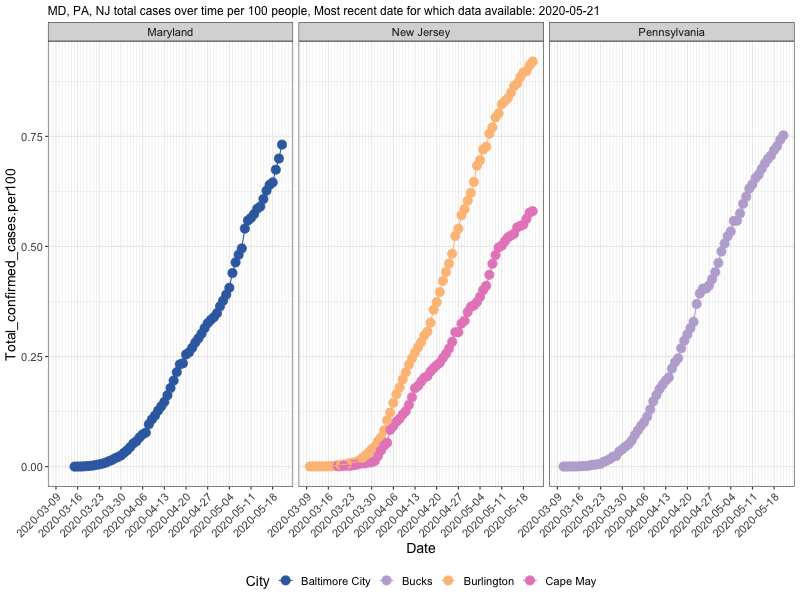 MD, PA, NJ total cases over time per 100 people, Most recent date for which data available: 2020-05-21
Maryland New Jersey Pennsylvania
Total_confirmed_cases.per100
0.75
0.50
0.25
0.00
2020-03-09 2020-03-16 2020-03-23 2020-03-30 2020-04-06 2020-04-13 2020-04-20 2020-04-27 2020-05-04 2020-05-11 2020-05-18 2020-03-09 2020-03-16 2020-03-23 2020-03-30 2020-04-06 2020-04-13 2020-04-20 2020-04-27 2020-05-04 2020-05-11 2020-05-18 2020-03-09 2020-03-16 2020-03-23 2020-03-30 2020-04-06 2020-04-13 2020-04-20 2020-04-27 2020-05-04 2020-05-11 2020-05-18
Date
City Baltimore City Bucks Burlington Cape May